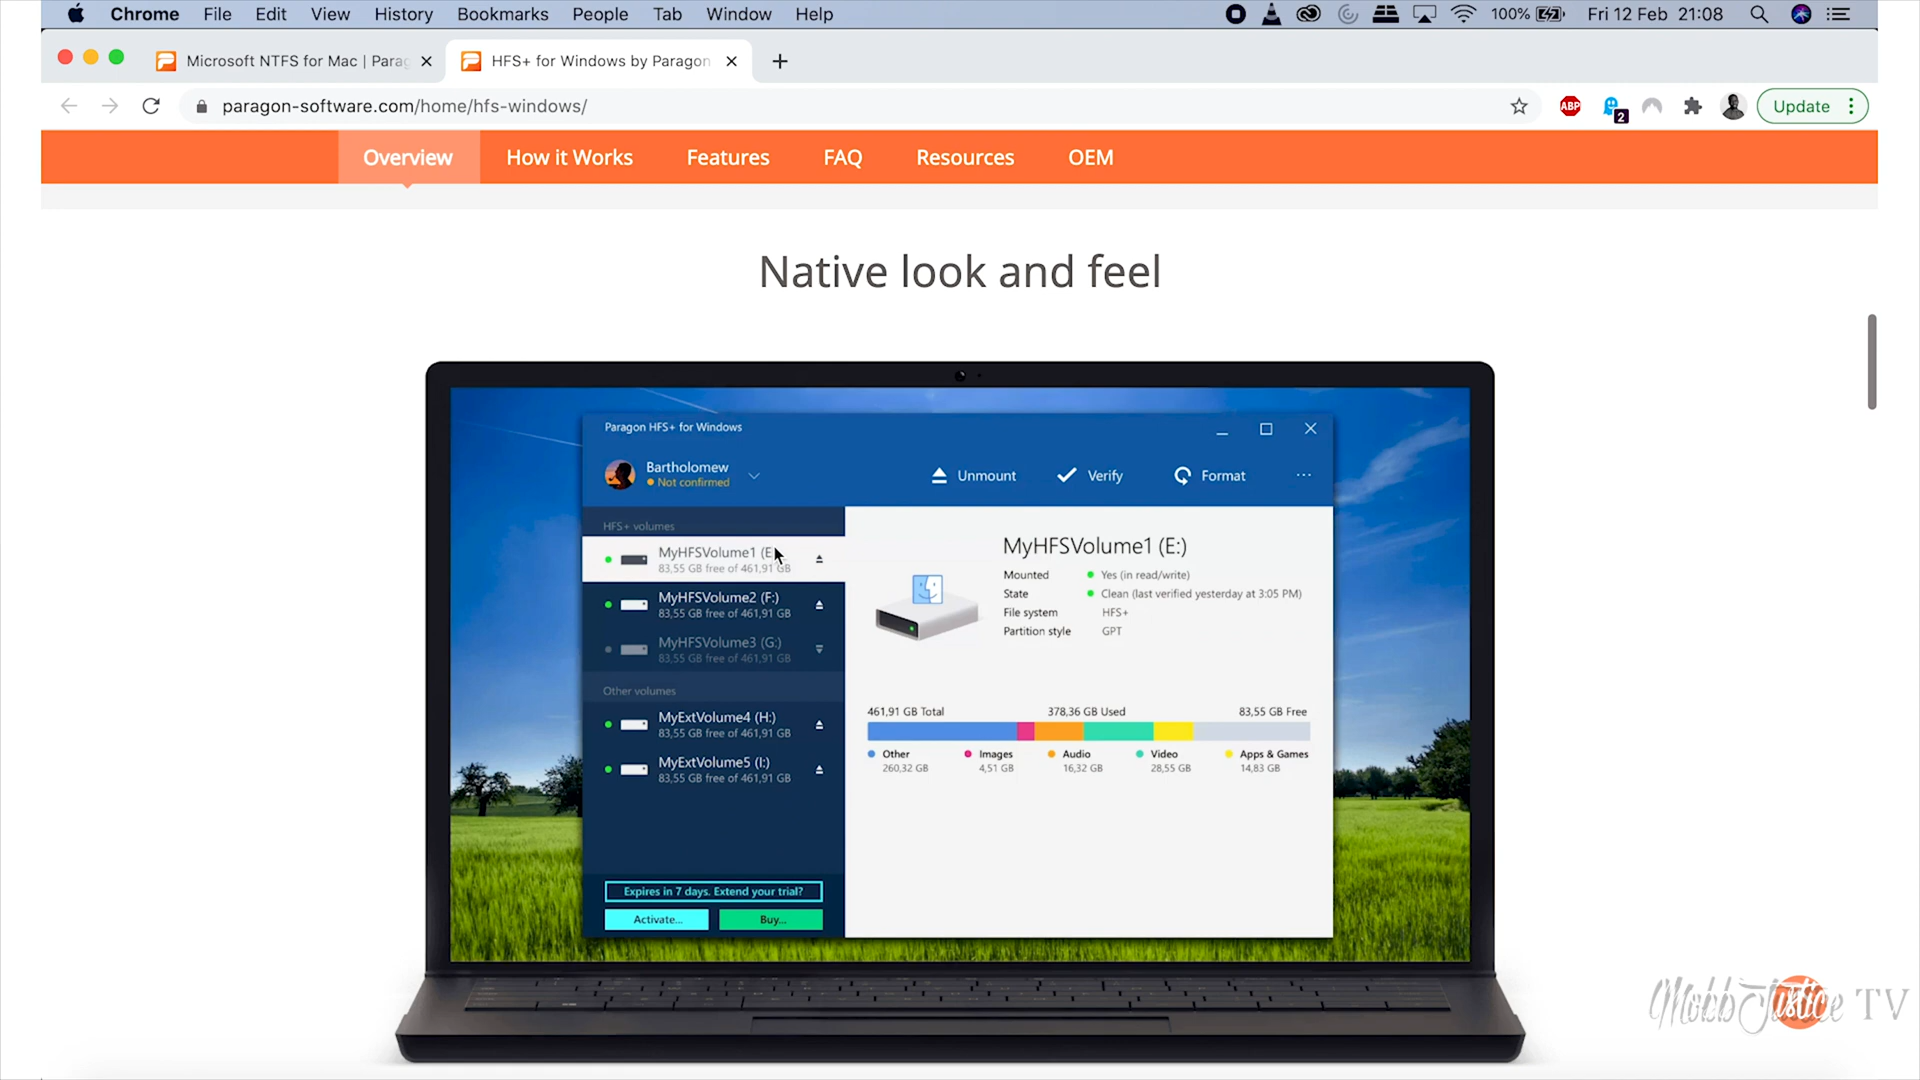 Chrome File Edit View History Bookmarks People Tab Window Help 100% Fri 12 Feb 21:08
Microsoft NTFS for Mac | Para HFS+ for Windows by Paragon
paragon-software.com/home/hfs-windows/ ABP 2 Update
Overview How it Works Features FAQ Resources OEM
Native look and feel
Paragon HFS+ for Windows
Bartholomew
Not confirmed
Unmount Verify Format
HFS+ volumes
MyHFSVolume1 (E:
83,55 GB free of 461,91 GB
MyHFSVolume2 (F:)
83,55 GB free of 461,91 GB
MyHFSVolume3 (G:)
83,55 GB free of 461,91 GB
Other volumes
MyExtVolume4 (H:)
83,55 GB free of 461,91 GB
MyExtVolume5 (I:)
83,55 GB free of 461,91 GB
Expires in 7 days. Extend your trial?
Activate... Buy...
MyHFSVolume1 (E:)
Mounted Yes (in read/write)
State Clean (last verified yesterday at 3:05 PM)
File system HFS+
Partition style GPT
461,91 GB Total 378,36 GB Used 83,55 GB Free
Other Images Audio Video Apps & Games
260,32 GB 4,51 GB 16,32 GB 28,55 GB 14,83 GB
Mobb Justice TV